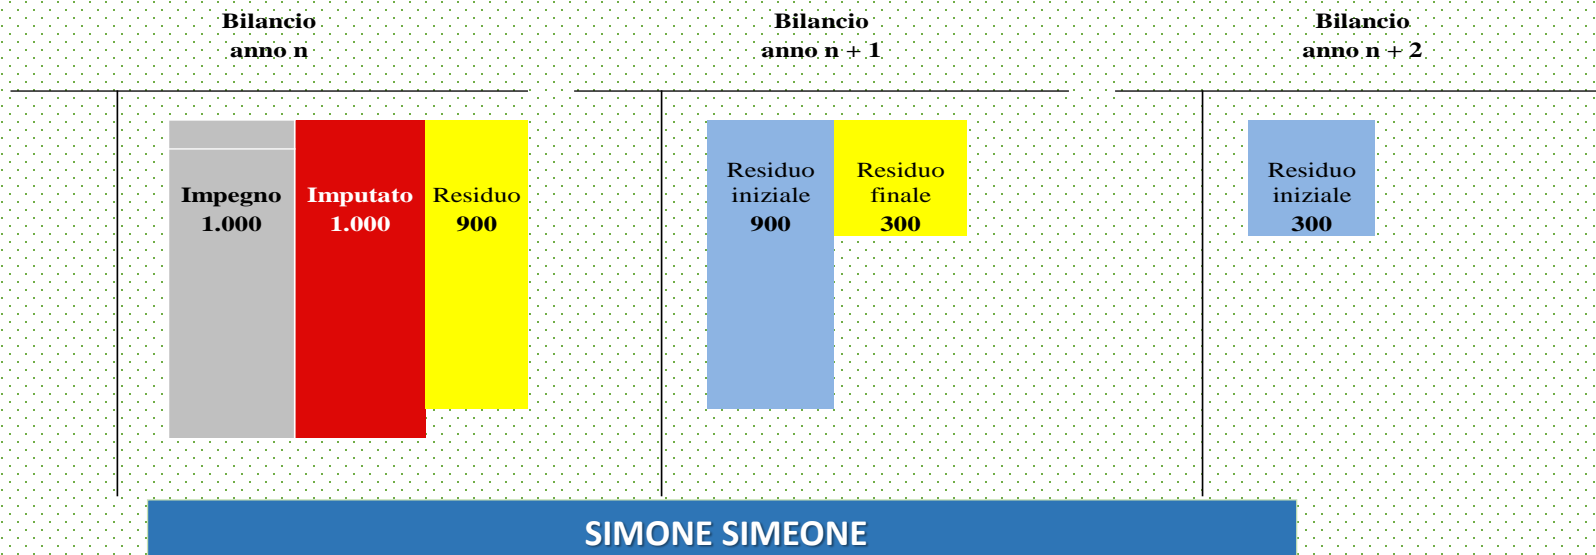 Bilancio
anno n
Bilancio
anno n + 1
Bilancio
anno n + 2
Impegno
1.000
Imputato
1.000
Residuo
900
Residuo
iniziale
900
Residuo
finale
300
Residuo
iniziale
300
SIMONE SIMEONE